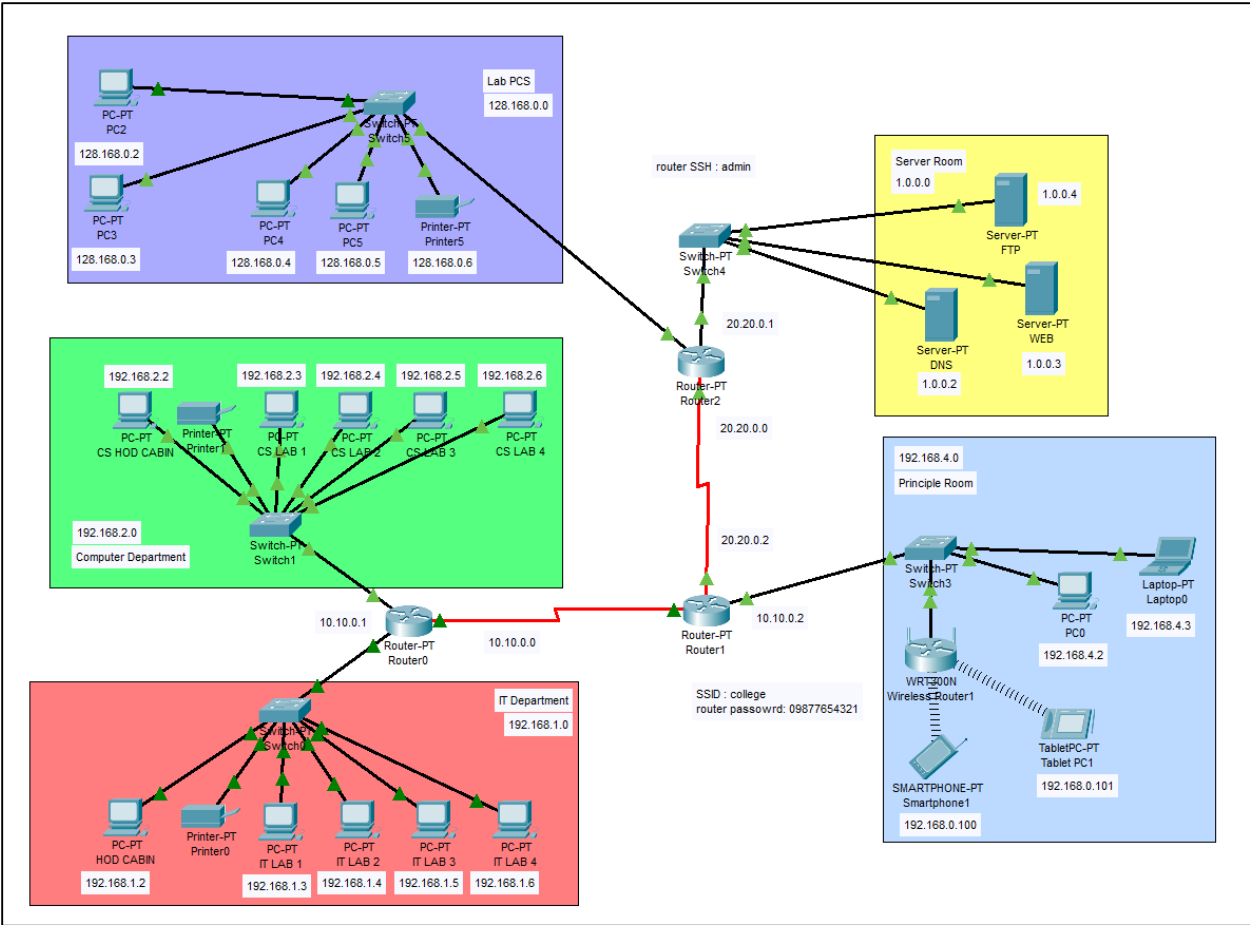 Lab PCS
128.168.0.0
PC-PT
PC2
128.168.0.2
Switch-PT
Switch5
PC-PT
PC3
128.168.0.3
PC-PT
PC4
128.168.0.4
PC-PT
PC5
128.168.0.5
Printer-PT
Printer5
128.168.0.6
router SSH : admin
Server Room
1.0.0.0
1.0.0.4
Server-PT
FTP
Switch-PT
Switch4
Server-PT
WEB
1.0.0.3
Server-PT
DNS
1.0.0.2
20.20.0.1
Router-PT
Router2
20.20.0.0
20.20.0.2
192.168.2.2
192.168.2.3
192.168.2.4
192.168.2.5
192.168.2.6
PC-PT
CS HOD CABIN
Printer-PT
Printer1
PC-PT
CS LAB 1
PC-PT
CS LAB 2
PC-PT
CS LAB 3
PC-PT
CS LAB 4
192.168.2.0
Computer Department
Switch-PT
Switch1
192.168.4.0
Principle Room
Switch-PT
Switch3
Laptop-PT
Laptop0
192.168.4.3
PC-PT
PC0
192.168.4.2
WRT300N
Wireless Router1
TabletPC-PT
Tablet PC1
192.168.0.101
SMARTPHONE-PT
Smartphone1
192.168.0.100
10.10.0.1
Router-PT
Router0
10.10.0.0
Router-PT
Router1
10.10.0.2
SSID : college
router passowrd: 09877654321
IT Department
192.168.1.0
Switch-PT
Switch0
PC-PT
HOD CABIN
192.168.1.2
Printer-PT
Printer0
PC-PT
IT LAB 1
192.168.1.3
PC-PT
IT LAB 2
192.168.1.4
PC-PT
IT LAB 3
192.168.1.5
PC-PT
IT LAB 4
192.168.1.6